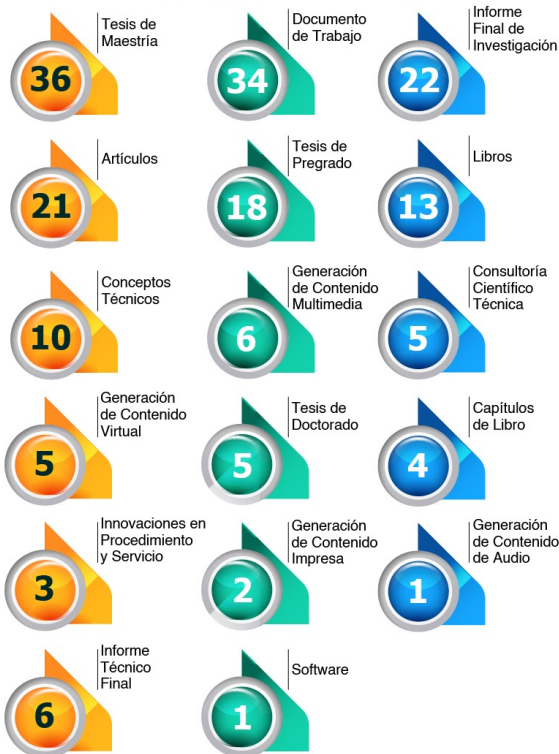 36
Tesis de
Maestría
34
Documento
de Trabajo
22
Informe
Final de
Investigación
21
Artículos
18
Tesis de
Pregrado
13
Libros
10
Conceptos
Técnicos
6
Generación
de Contenido
Multimedia
5
Consultoría
Científico
Técnica
5
Generación
de Contenido
Virtual
5
Tesis de
Doctorado
4
Capítulos
de Libro
3
Innovaciones en
Procedimiento
y Servicio
2
Generación
de Contenido
Impresa
1
Generación
de Contenido
de Audio
6
Informe
Técnico
Final
1
Software